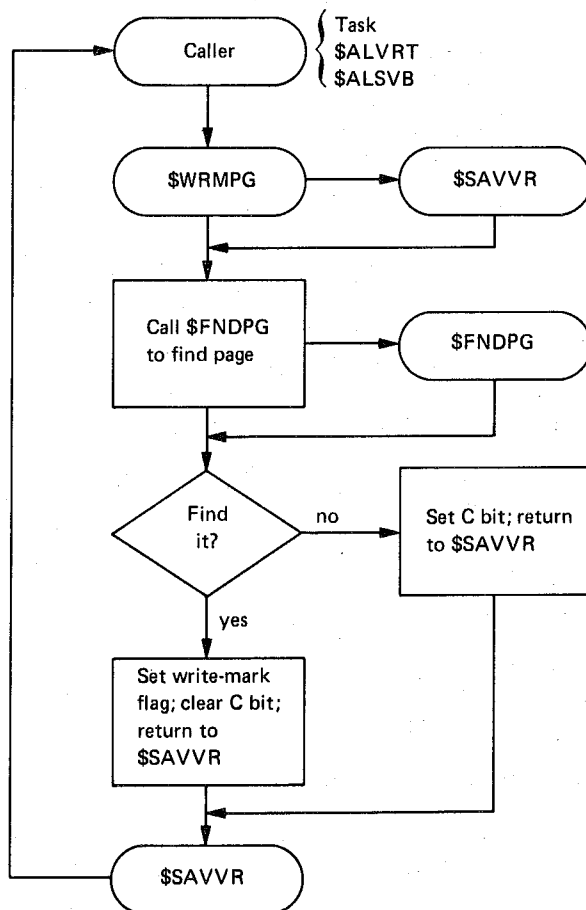 Caller
Task
$ALVRT
$ALSVB
$WRMPG
$SAVVR
Call $FNDPG
to find page
$FNDPG
Find
it?
no
Set C bit; return
to $SAVVR
yes
Set write-mark
flag; clear C bit;
return to
$SAVVR
$SAVVR